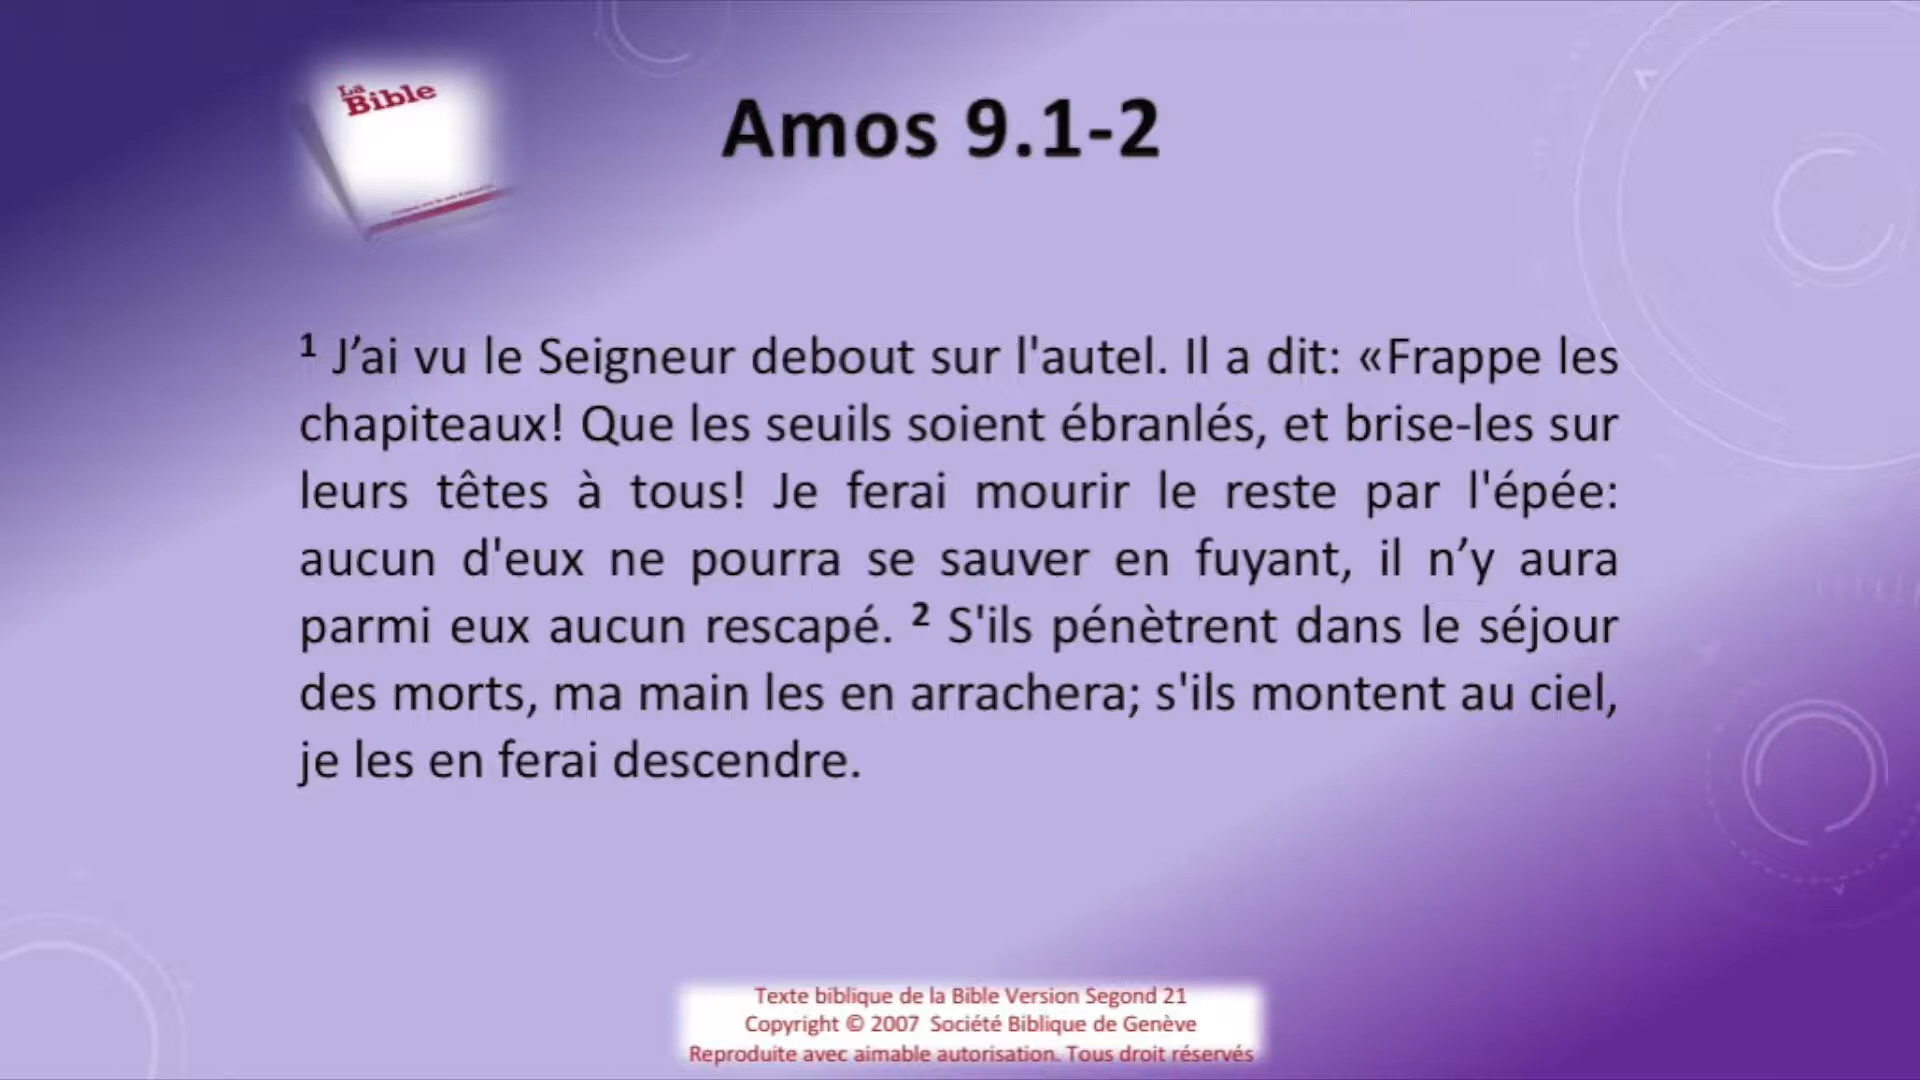 La
Bible
Amos 9.1-2
1 J’ai vu le Seigneur debout sur l'autel. Il a dit: «Frappe les
chapiteaux! Que les seuils soient ébranlés, et brise-les sur
leurs têtes à tous! Je ferai mourir le reste par l'épée:
aucun d'eux ne pourra se sauver en fuyant, il n’y aura
parmi eux aucun rescapé. 2 S'ils pénètrent dans le séjour
des morts, ma main les en arrachera; s'ils montent au ciel,
je les en ferai descendre.
Texte biblique de la Bible Version Segond 21
Copyright © 2007 Société Biblique de Genève
Reproduite avec aimable autorisation. Tous droit réservés